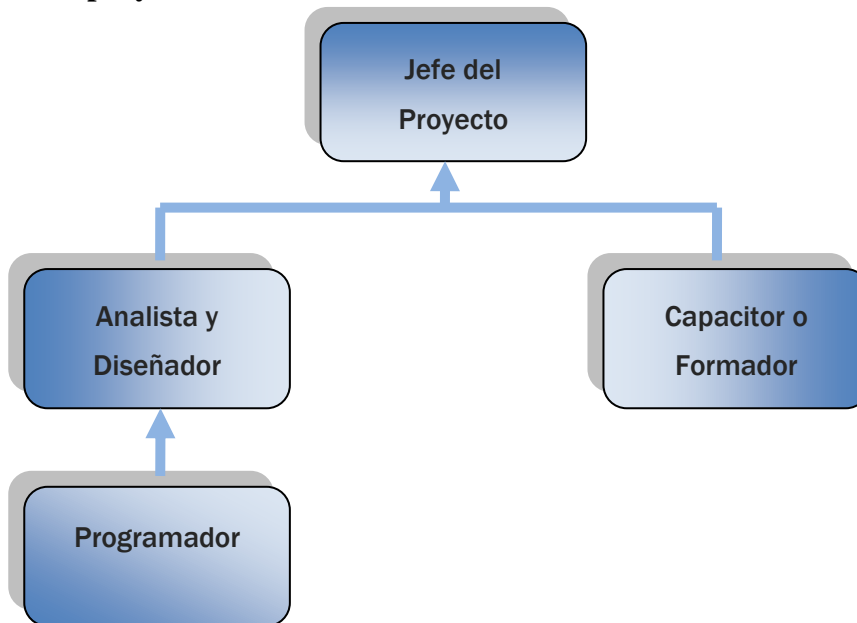 Jefe del
Proyecto
Analista y
Diseñador
Capacitor o
Formador
Programador